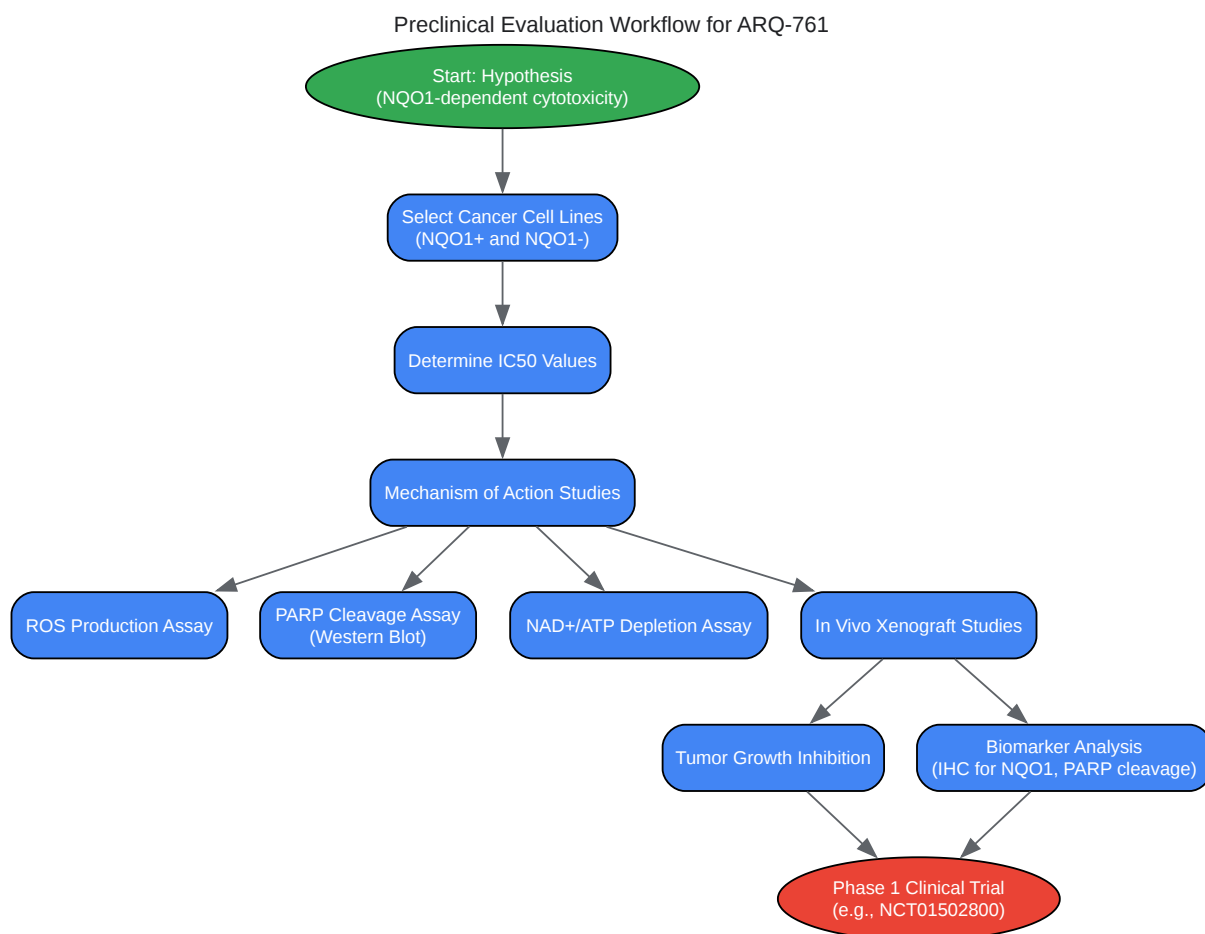 Preclinical Evaluation Workflow for ARQ-761
Start: Hypothesis
(NQO1-dependent cytotoxicity)
Select Cancer Cell Lines
(NQO1+ and NQO1-)
Determine IC50 Values
Mechanism of Action Studies
ROS Production Assay
PARP Cleavage Assay
(Western Blot)
NAD+/ATP Depletion Assay
In Vivo Xenograft Studies
Tumor Growth Inhibition
Biomarker Analysis
(IHC for NQO1, PARP cleavage)
Phase 1 Clinical Trial
(e.g., NCT01502800)